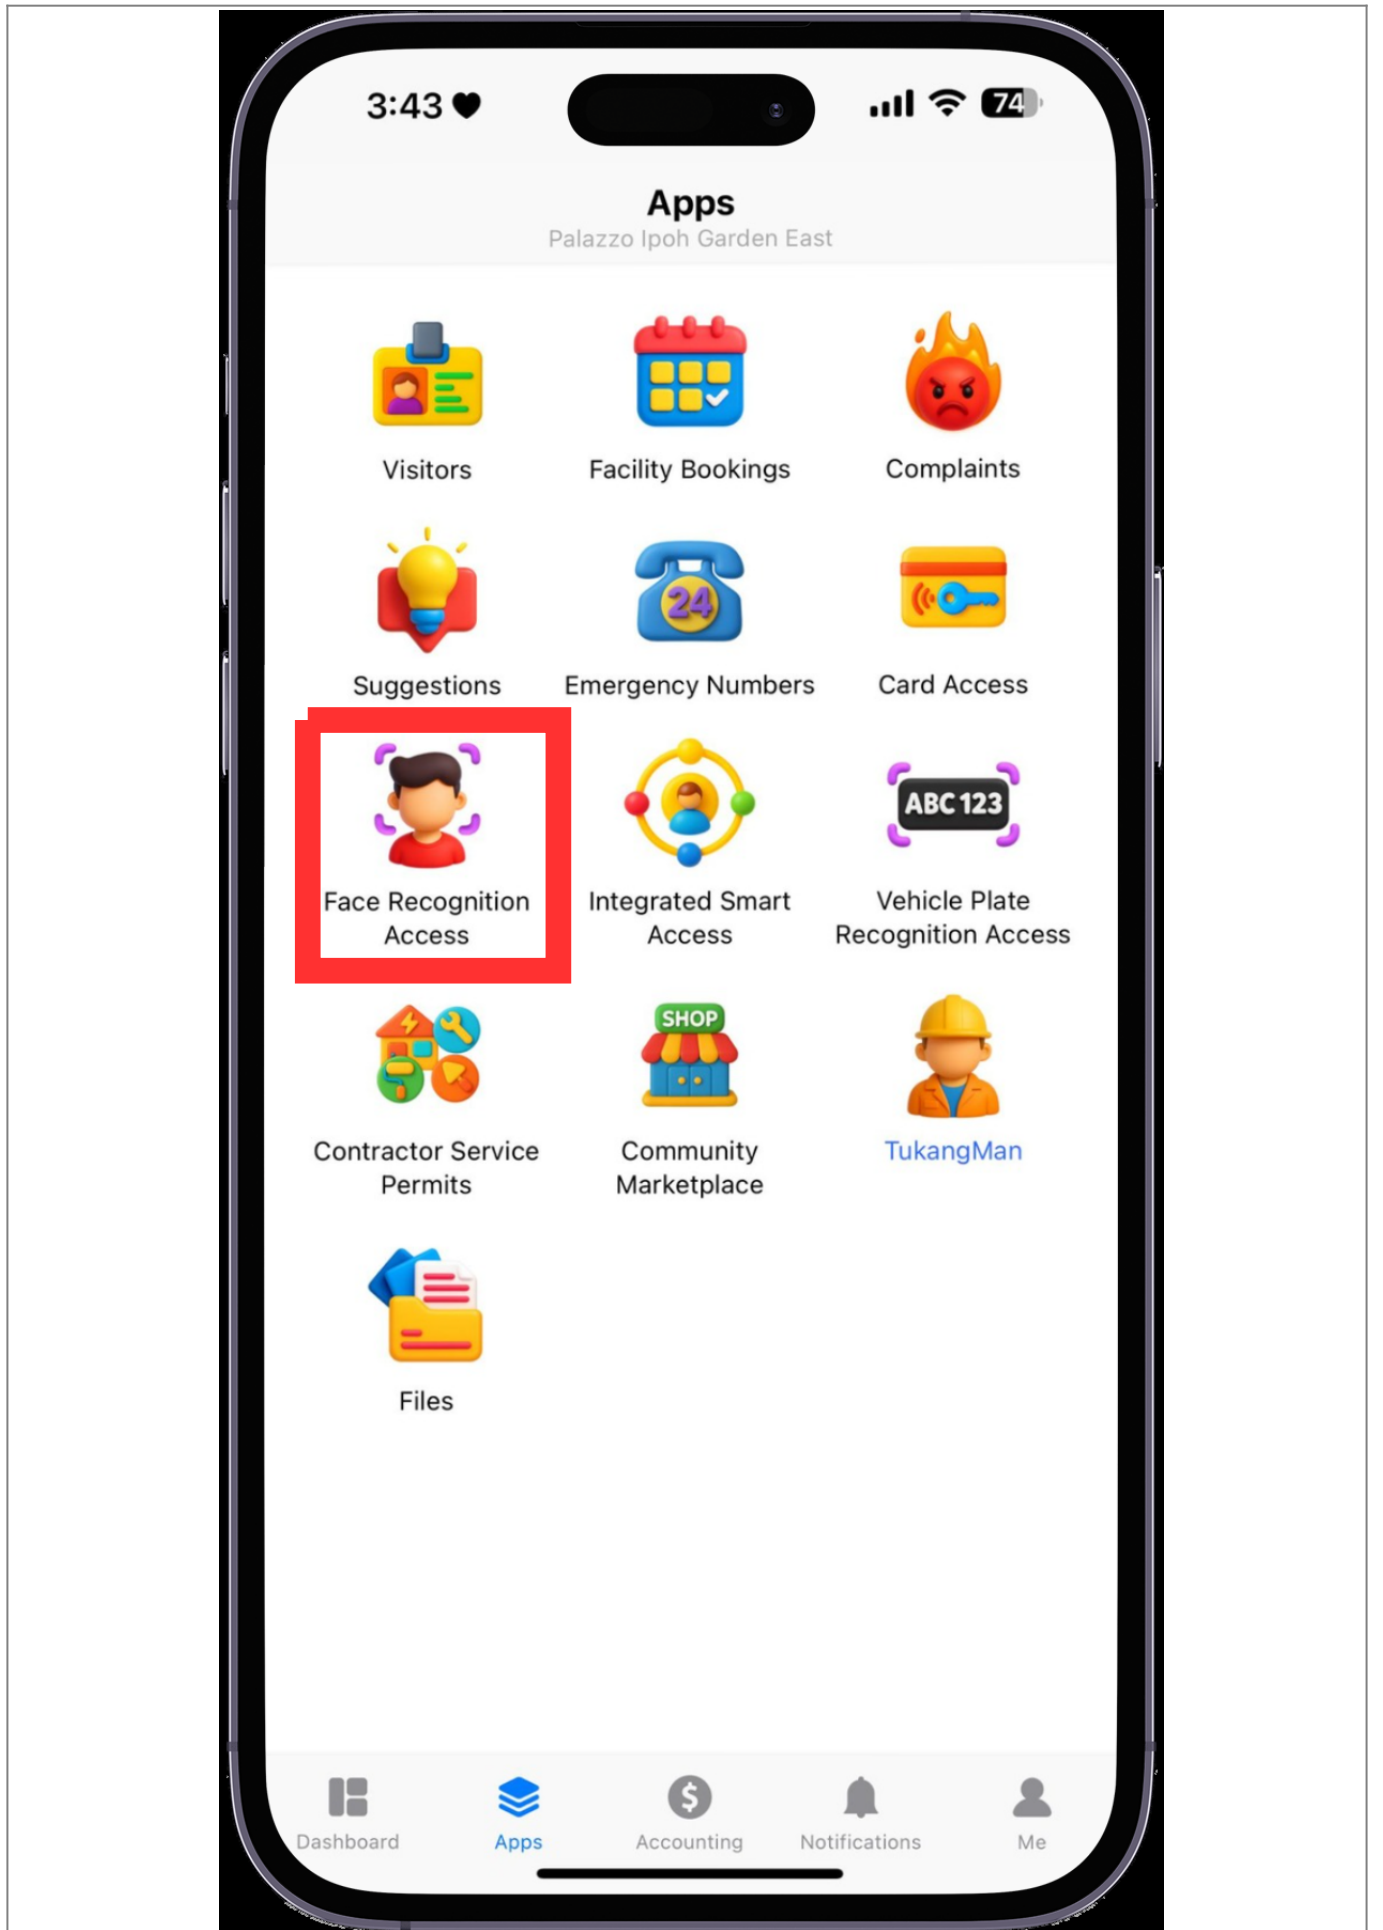 3:43
74
Apps
Palazzo Ipoh Garden East
Visitors
Facility Bookings
Complaints
24
Suggestions
Emergency Numbers
Card Access
ABC 123
Face Recognition
Access
Integrated Smart
Access
Vehicle Plate
Recognition Access
SHOP
Contractor Service
Permits
Community
Marketplace
TukangMan
Files
$
Dashboard
Apps
Accounting
Notifications
Me